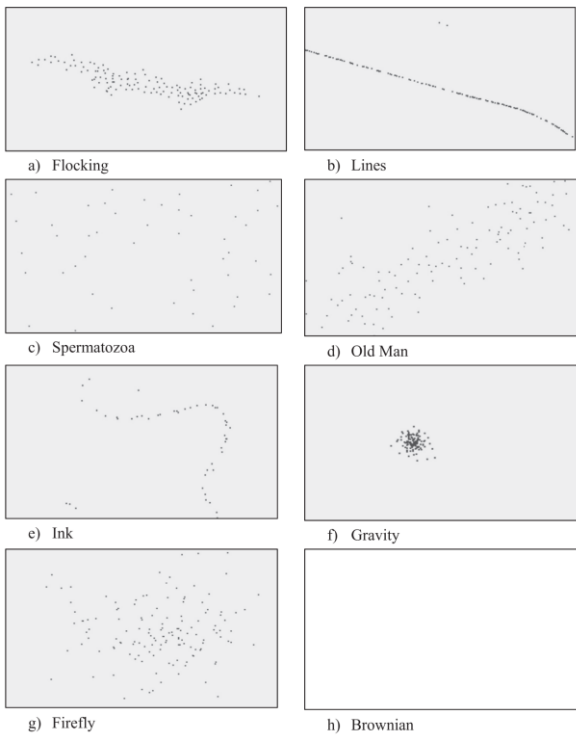 a) Flocking
b) Lines
c) Spermatozoa
d) Old Man
e) Ink
f) Gravity
g) Firefly
h) Brownian